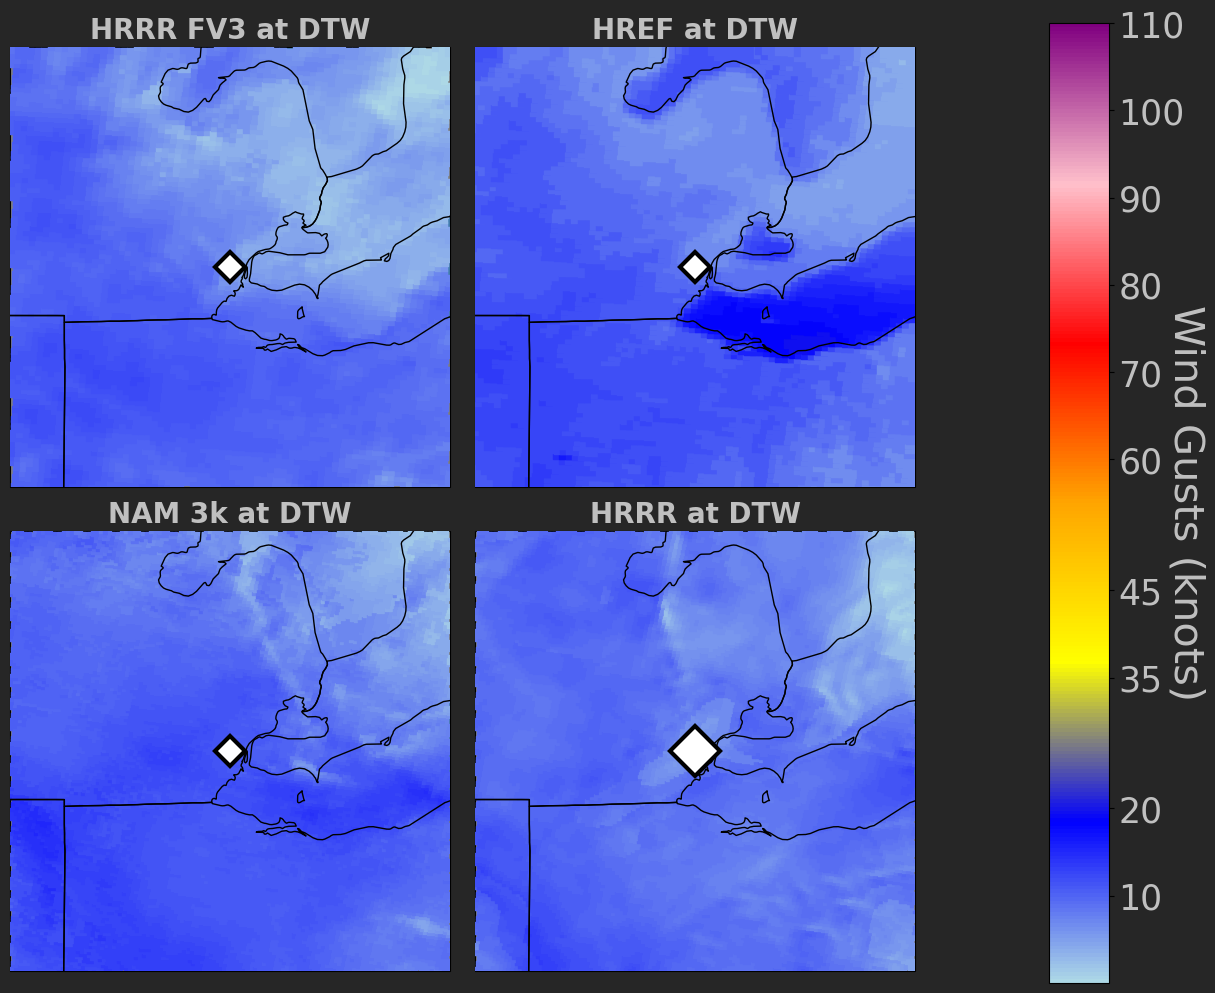 HRRR FV3 at DTW
HREF at DTW
NAM 3k at DTW
HRRR at DTW
110
100
90
80
70
60
45
35
20
10
Wind Gusts (knots)